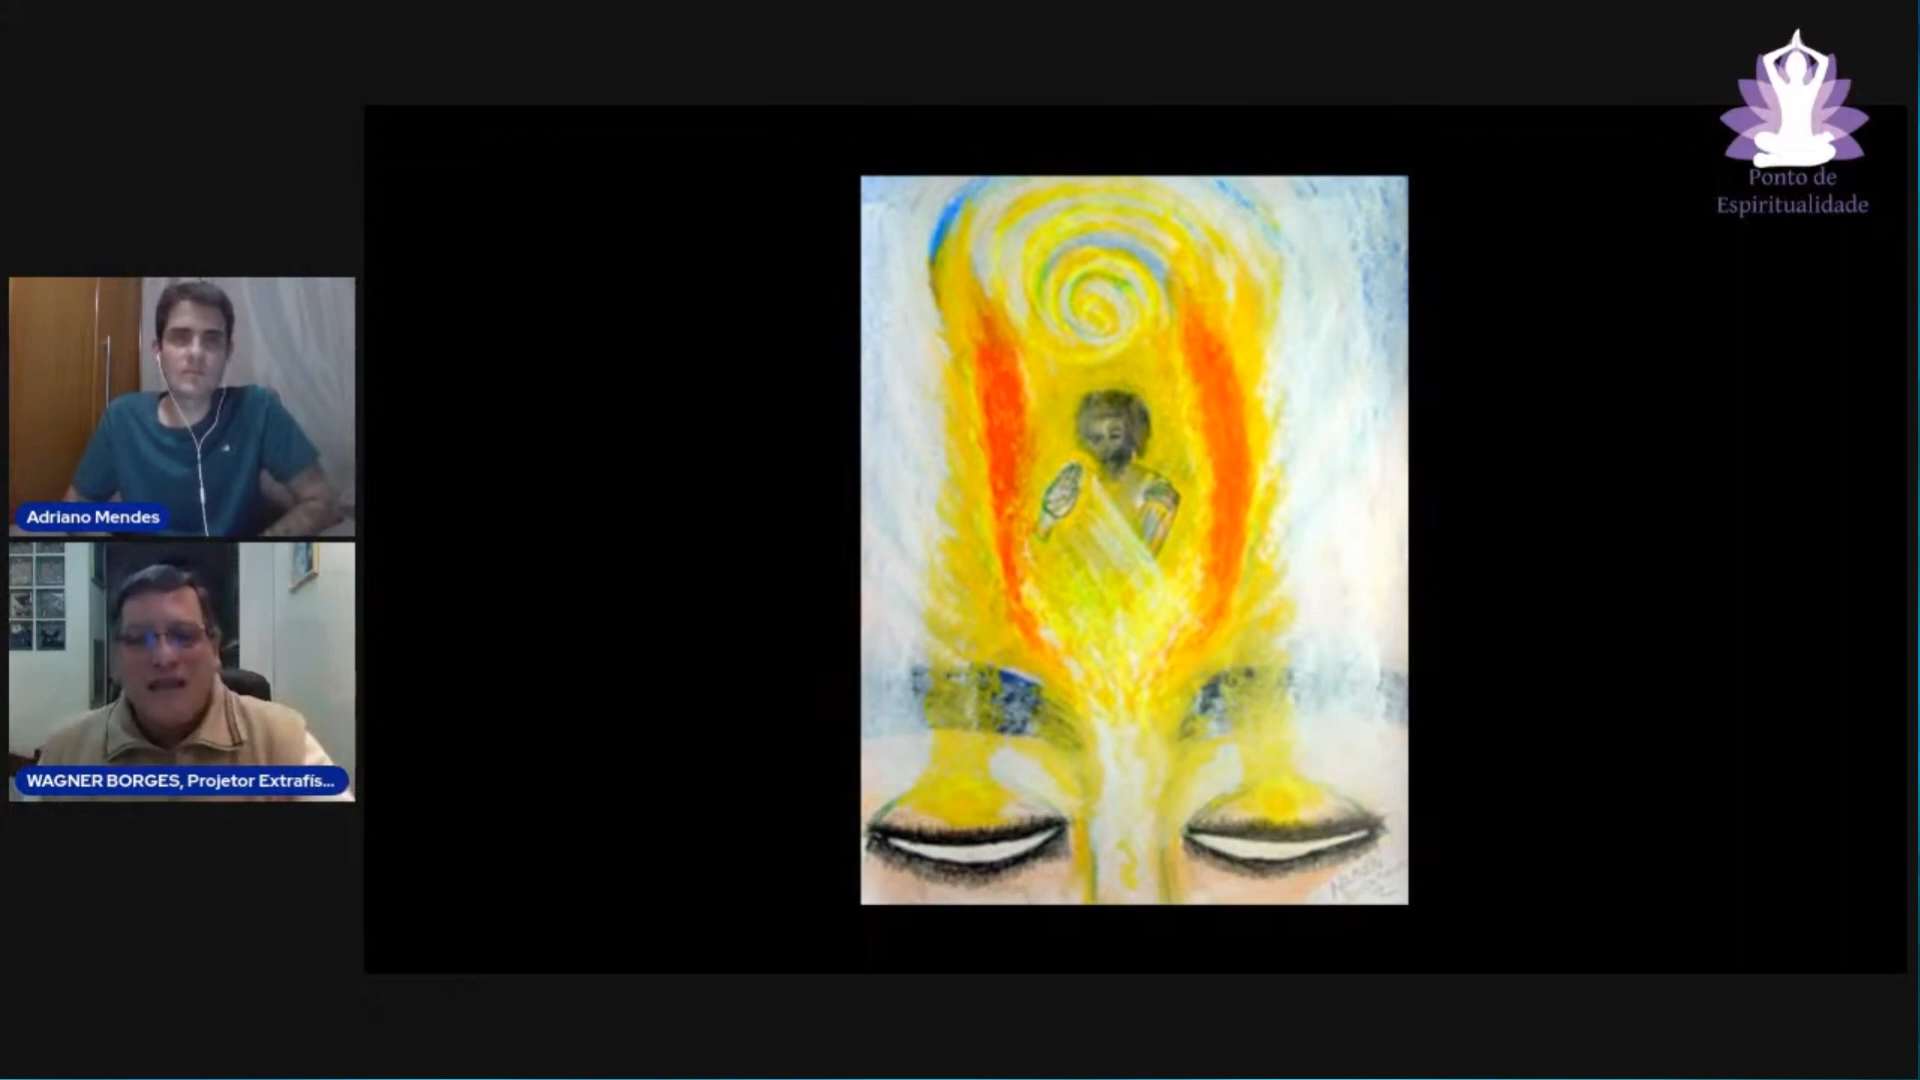 Ponto de
Espiritualidade
Adriano Mendes
WAGNER BORGES, Projetor Extrafís...